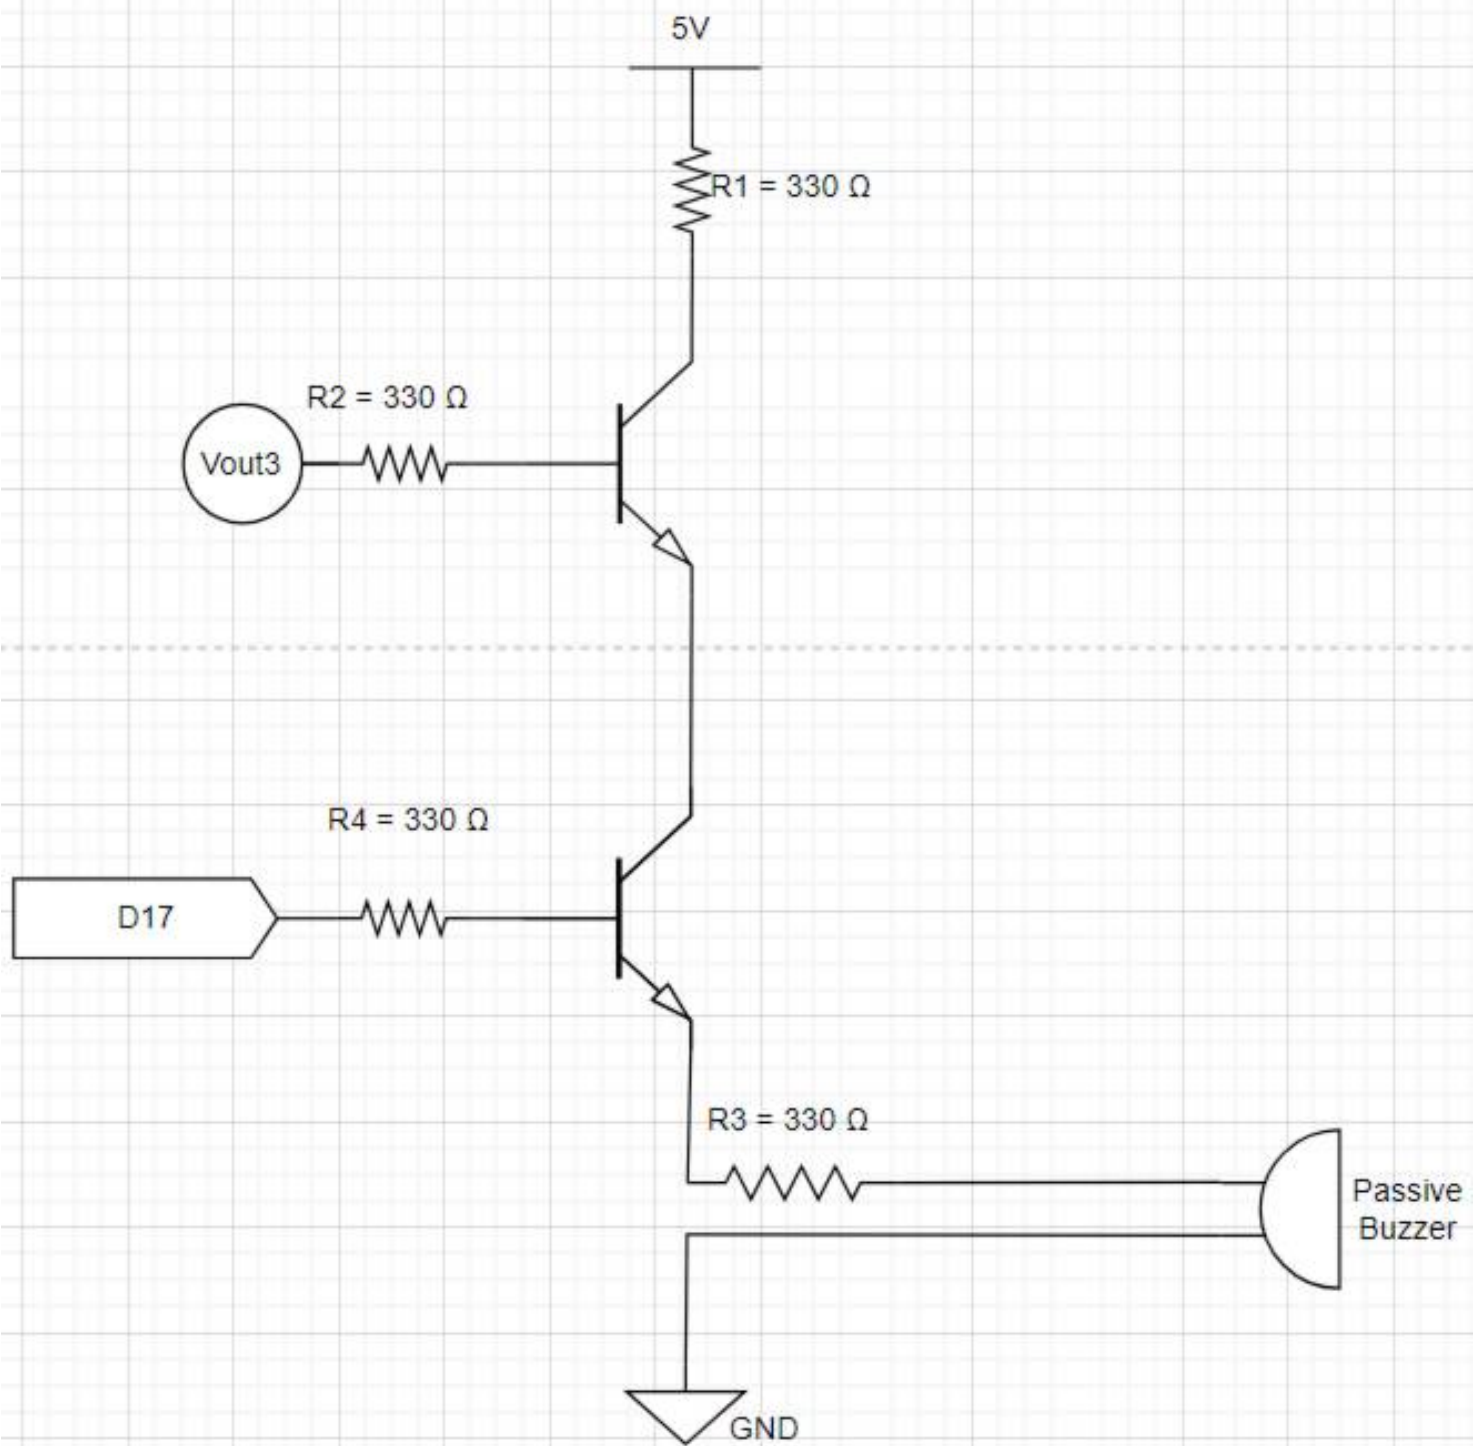 5V
R1 = 330 Ω
R2 = 330 Ω
Vout3
R4 = 330 Ω
D17
R3 = 330 Ω
Passive
Buzzer
GND